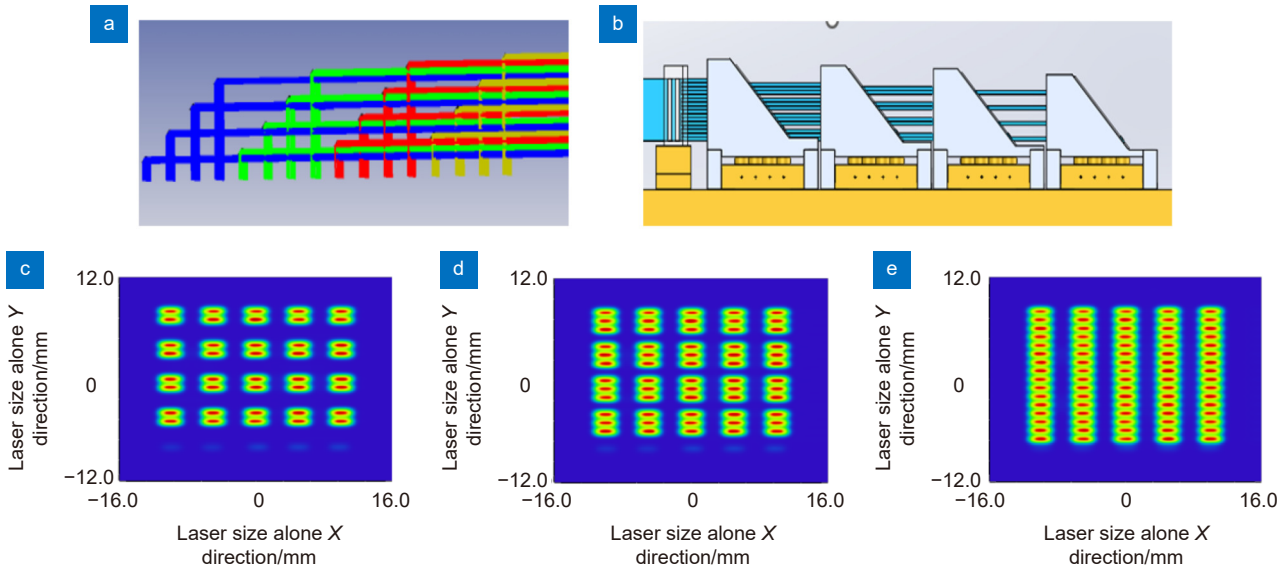 a
b
c
12.0
Laser size alone Y
direction/mm
0
−12.0
−16.0
0
16.0
Laser size alone X
direction/mm
d
12.0
Laser size alone Y
direction/mm
0
−12.0
−16.0
0
16.0
Laser size alone X
direction/mm
e
12.0
Laser size alone Y
direction/mm
0
−12.0
−16.0
0
16.0
Laser size alone X
direction/mm